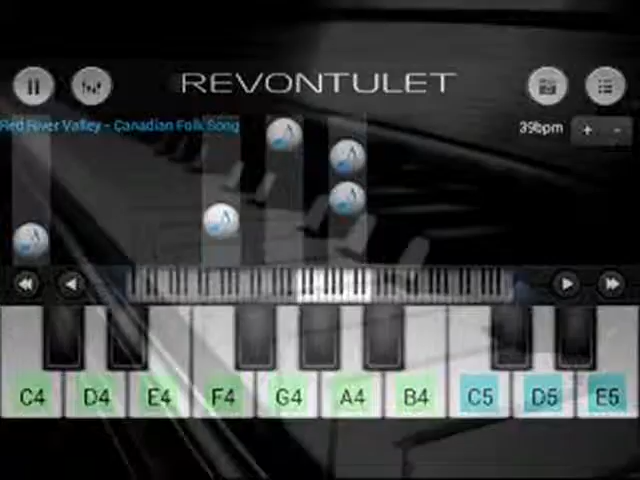 REVONTULET
Red River Valley - Canadian Folk Song
39bpm + -
C4 D4 E4 F4 G4 A4 B4 C5 D5 E5